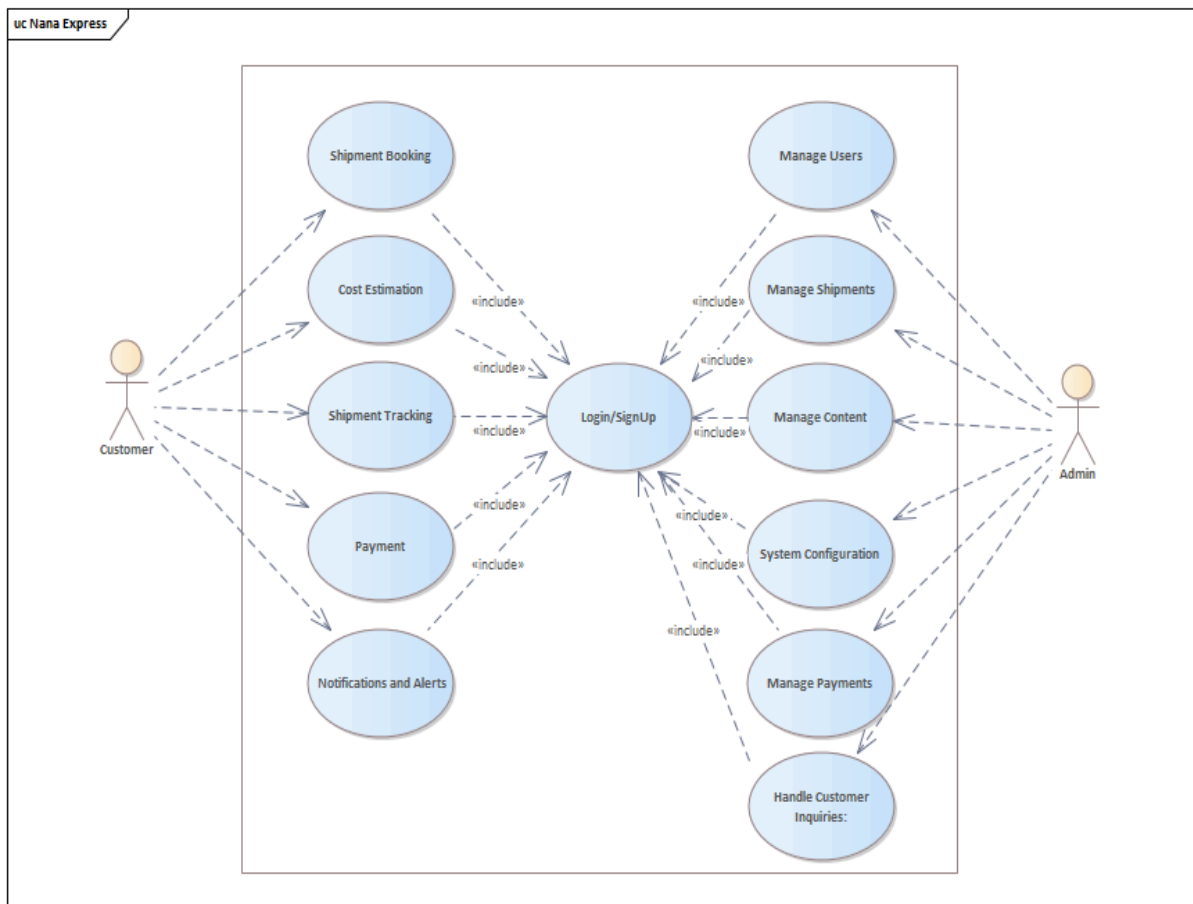 uc Nana Express
Shipment Booking
Manage Users
Cost Estimation
«include»
«include»
Manage Shipments
«include»
«include»
Shipment Tracking
«include»
Login/SignUp
«include»
Manage Content
Customer
Admin
Payment
«include»
«include»
System Configuration
«include»
«include»
«include»
Notifications and Alerts
Manage Payments
Handle Customer
Inquiries: